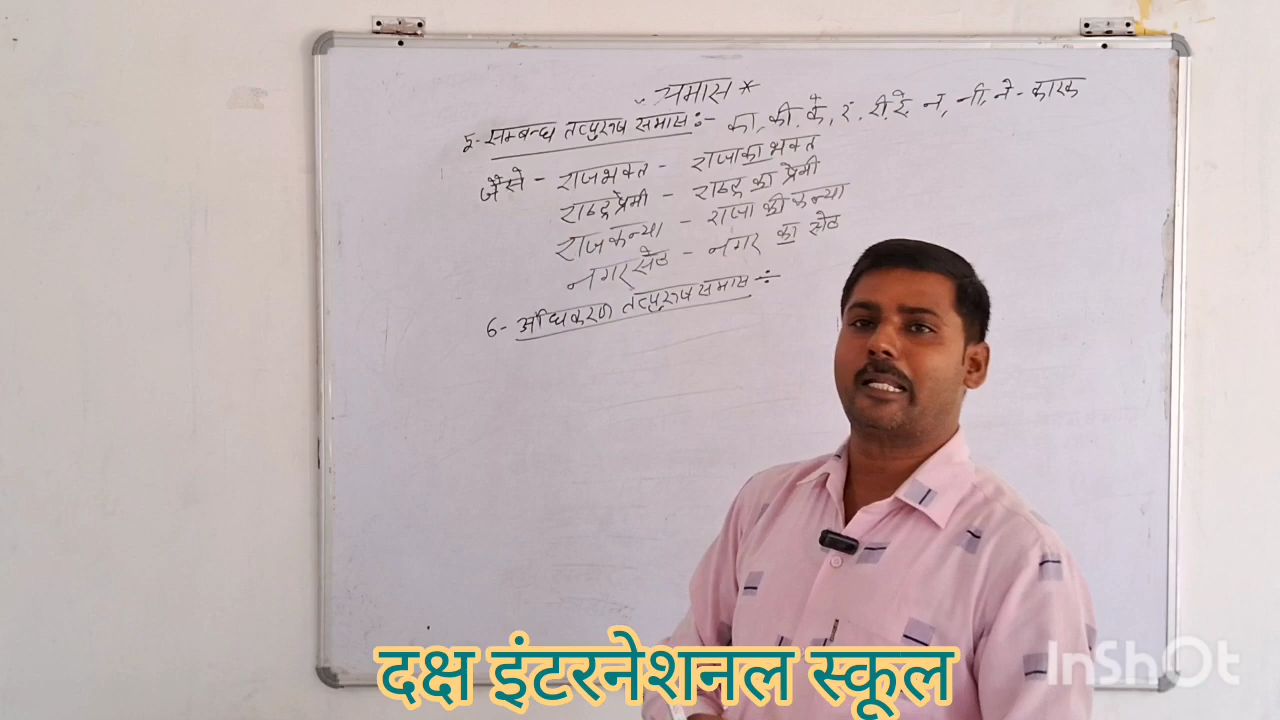 समास *
5- सम्बन्ध तत्पुरूष समास :- का, की, के, रा, री, रे, ना, नी, ने - कारक
जैसे - राजभक्त - राजा का भक्त
राष्ट्रप्रेमी - राष्ट्र का प्रेमी
राजकन्या - राजा की कन्या
नगरसेठ - नगर का सेठ
6- अधिकरण तत्पुरूष समास ÷
दक्ष इंटरनेशनल स्कूल
InShOt